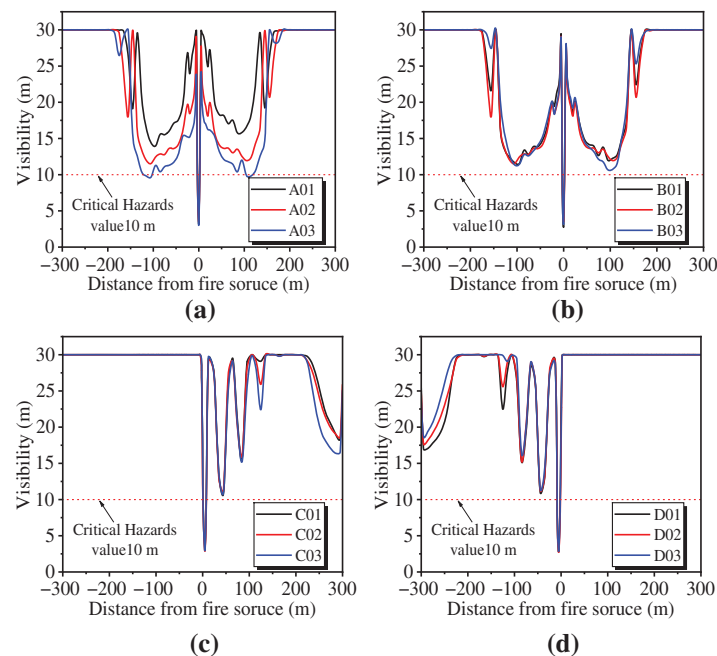 30
25
20
15
10
5
0
Visibility (m)
Critical Hazards
value10 m
A01
A02
A03
−300 −200 −100 0 100 200 300
Distance from fire soruce (m)
(a)
30
25
20
15
10
5
0
Visibility (m)
Critical Hazards
value10 m
B01
B02
B03
−300 −200 −100 0 100 200 300
Distance from fire soruce (m)
(b)
30
25
20
15
10
5
0
Visibility (m)
Critical Hazards
value10 m
C01
C02
C03
−300 −200 −100 0 100 200 300
Distance from fire soruce (m)
(c)
30
25
20
15
10
5
0
Visibility (m)
Critical Hazards
value10 m
D01
D02
D03
−300 −200 −100 0 100 200 300
Distance from fire soruce (m)
(d)